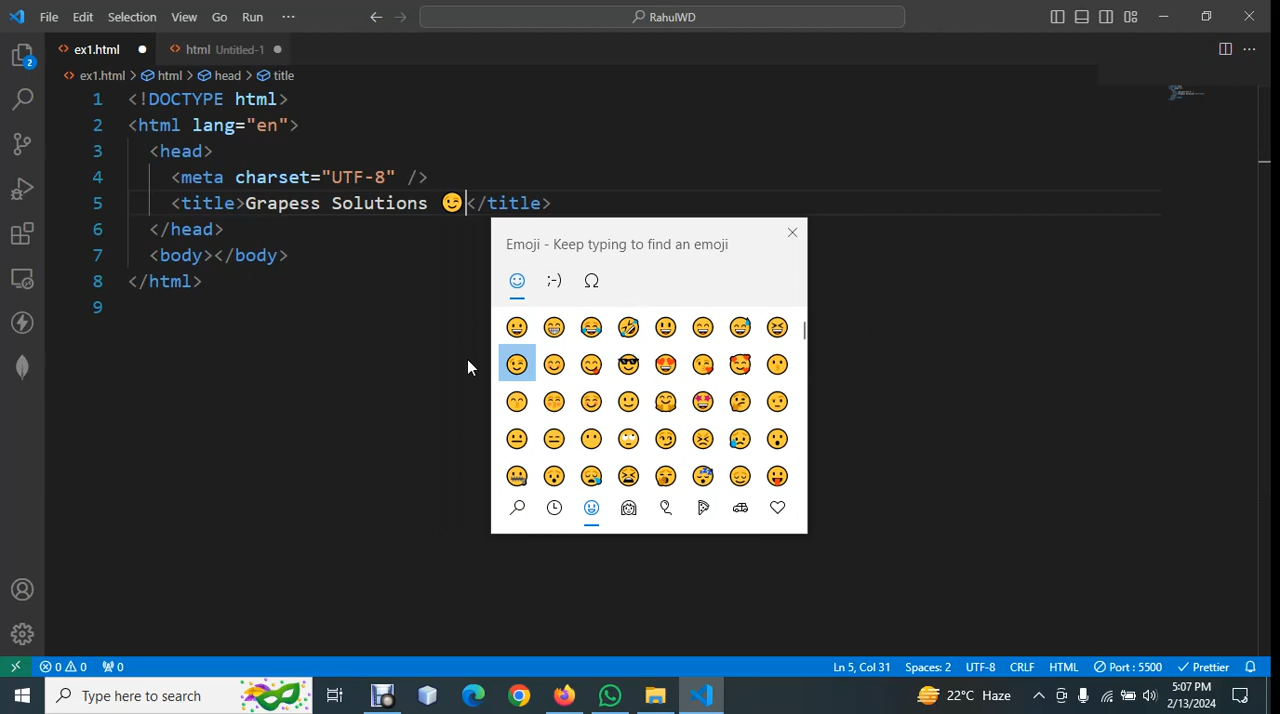 File Edit Selection View Go Run ··· RahulWD
ex1.html html Untitled-1
ex1.html > html > head > title
1 <!DOCTYPE html>
2 <html lang="en">
3 <head>
4 <meta charset="UTF-8" />
5 <title>Grapess Solutions 😉</title>
6 </head>
7 <body></body>
8 </html>
9
Emoji - Keep typing to find an emoji
;-) Ω
2
0 0 0 Ln 5, Col 31 Spaces: 2 UTF-8 CRLF HTML Port : 5500 Prettier
Type here to search 22°C Haze 5:07 PM
2/13/2024